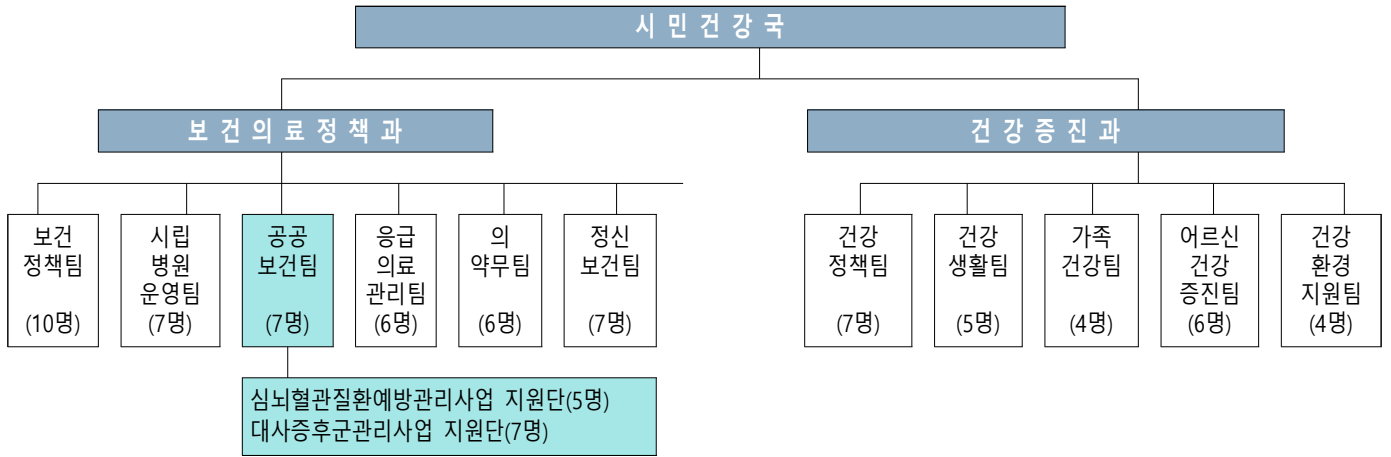 시 민 건 강 국
보 건 의 료 정 책 과
건 강 증 진 과
보건
정책팀
(10명)
시립
병원
운영팀
(7명)
공공
보건팀
(7명)
응급
의료
관리팀
(6명)
의
약무팀
(6명)
정신
보건팀
(7명)
건강
정책팀
(7명)
건강
생활팀
(5명)
가족
건강팀
(4명)
어르신
건강
증진팀
(6명)
건강
환경
지원팀
(4명)
심뇌혈관질환예방관리사업 지원단(5명)
대사증후군관리사업 지원단(7명)